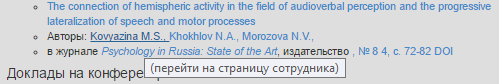 The connection of hemispheric activity in the field of audioverbal perception and the progressive
lateralization of speech and motor processes
Авторы: Kovyazina M.S., Khokhlov N.A., Morozova N.V.,
в журнале Psychology in Russia: State of the Art, издательство , № 8 4, с. 72-82 DOI
Доклады на конфере
(перейти на страницу сотрудника)